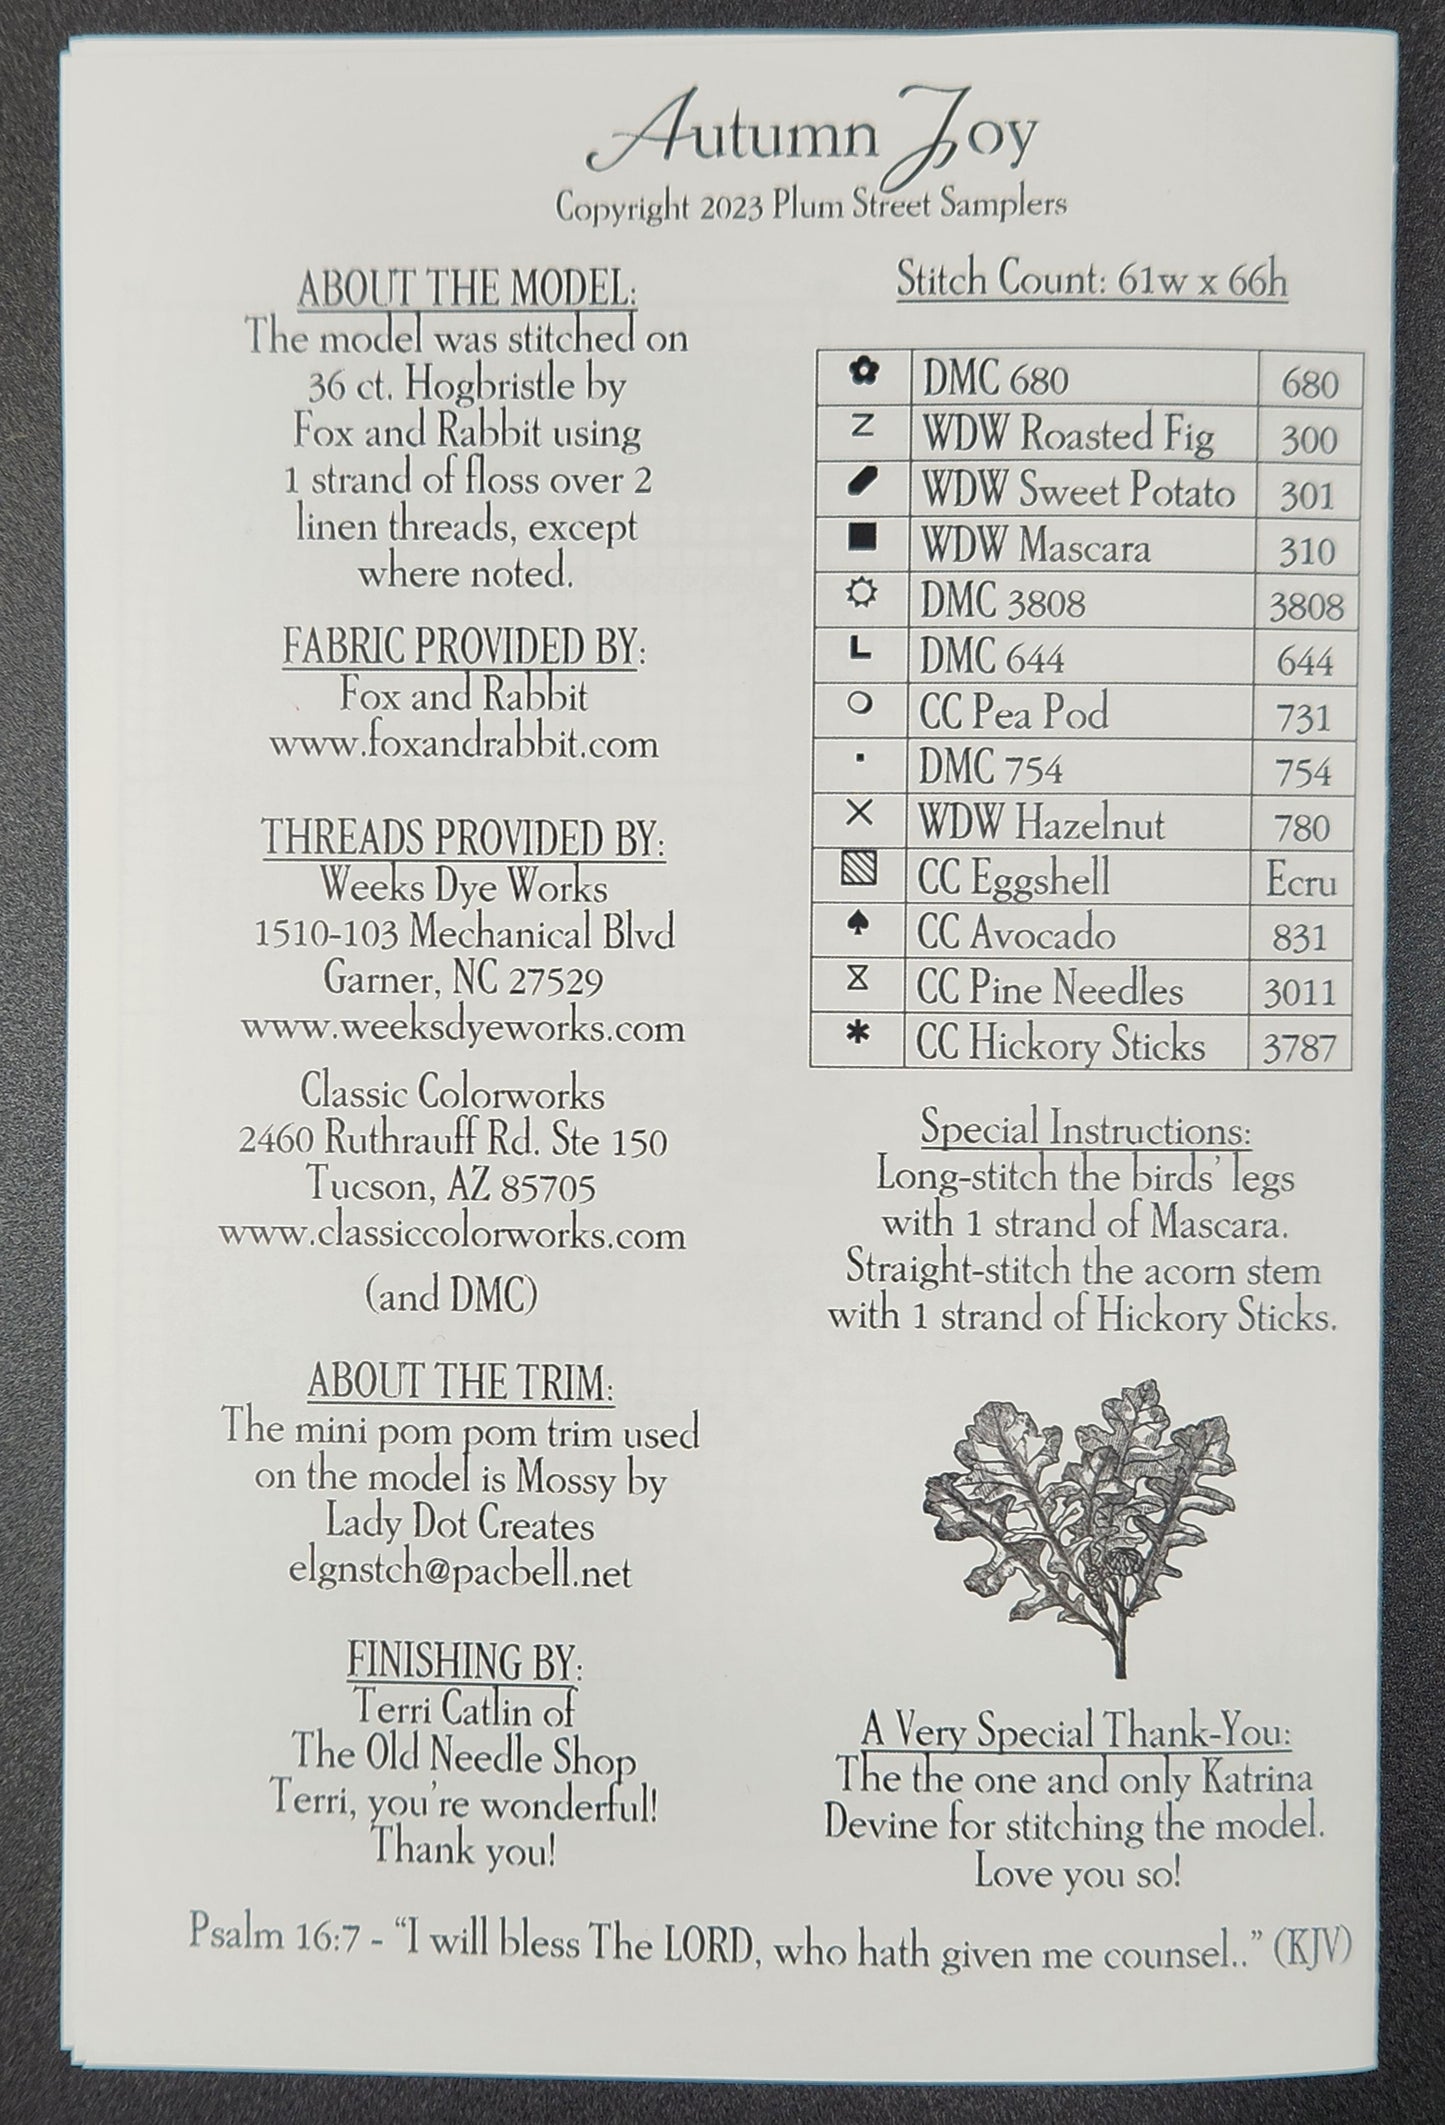 Autumn Joy
Copyright 2023 Plum Street Samplers
ABOUT THE MODEL:
The model was stitched on
36 ct. Hogbristle by
Fox and Rabbit using
1 strand of floss over 2
linen threads, except
where noted.
FABRIC PROVIDED BY:
Fox and Rabbit
www.foxandrabbit.com
THREADS PROVIDED BY:
Weeks Dye Works
1510-103 Mechanical Blvd
Garner, NC 27529
www.weeksdyeworks.com
Classic Colorworks
2460 Ruthrauff Rd. Ste 150
Tucson, AZ 85705
www.classiccolorworks.com
(and DMC)
ABOUT THE TRIM:
The mini pom pom trim used
on the model is Mossy by
Lady Dot Creates
elgnstch@pacbell.net
FINISHING BY:
Terri Catlin of
The Old Needle Shop
Terri, you're wonderful!
Thank you!
Stitch Count: 61w x 66h
DMC 680 680
Z WDW Roasted Fig 300
WDW Sweet Potato 301
WDW Mascara 310
DMC 3808 3808
L DMC 644 644
CC Pea Pod 731
DMC 754 754
WDW Hazelnut 780
CC Eggshell Ecru
CC Avocado 831
CC Pine Needles 3011
CC Hickory Sticks 3787
Special Instructions:
Long-stitch the birds' legs
with 1 strand of Mascara.
Straight-stitch the acorn stem
with 1 strand of Hickory Sticks.
A Very Special Thank-You:
The the one and only Katrina
Devine for stitching the model.
Love you so!
Psalm 16:7 - "I will bless The LORD, who hath given me counsel.." (KJV)